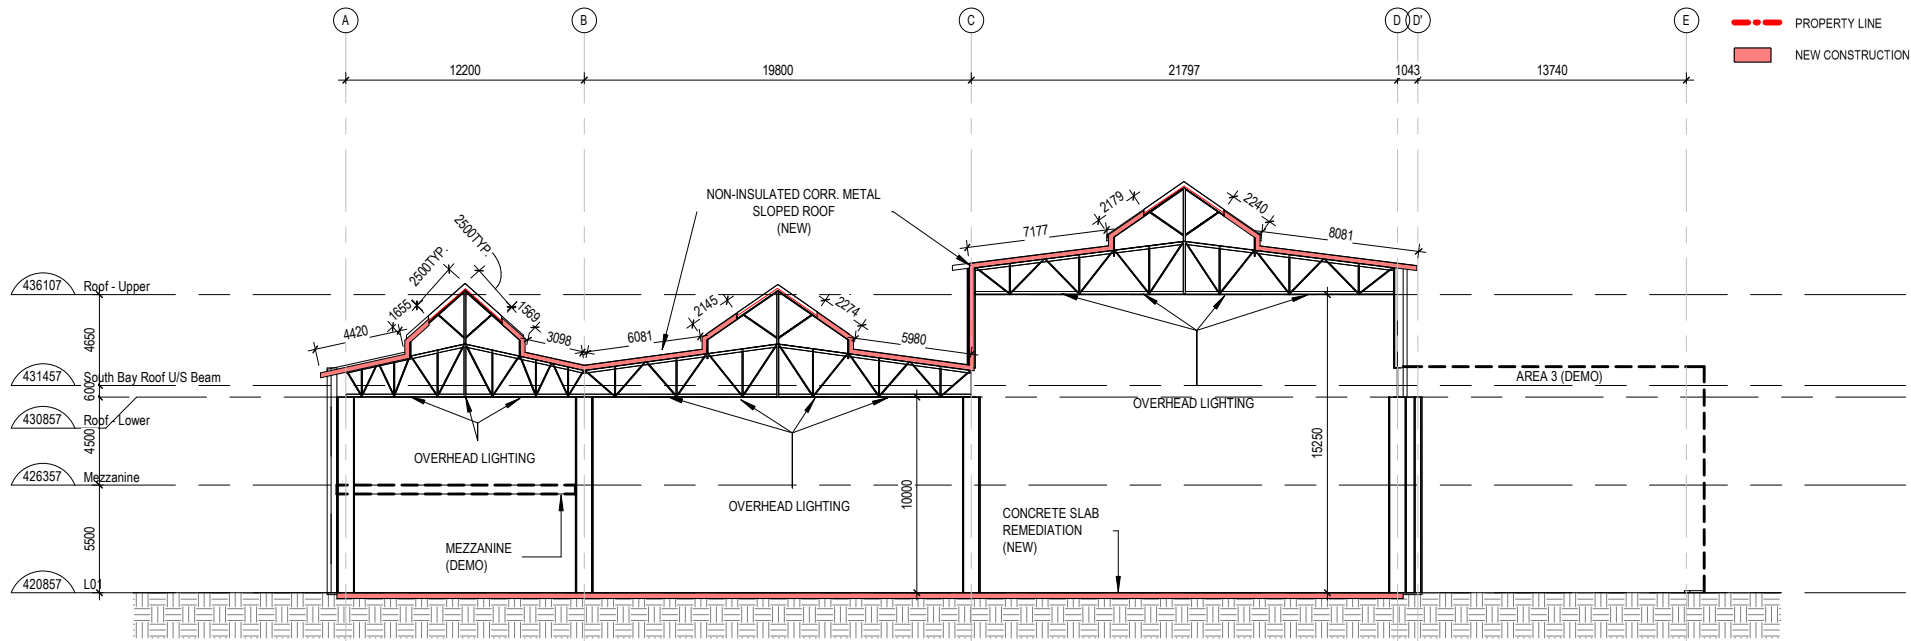 A
B
C
D
D'
E
PROPERTY LINE
NEW CONSTRUCTION
12200
19800
21797
1043
13740
NON-INSULATED CORR. METAL
SLOPED ROOF
(NEW)
2500TYP.
2500TYP.
1655
1569
4420
3098
2145
2274
6081
5980
2179
2240
7177
8081
436107 Roof - Upper
4650
431457 South Bay Roof U/S Beam
600
430857 Roof - Lower
4500
426357 Mezzanine
5500
420857 L01
OVERHEAD LIGHTING
OVERHEAD LIGHTING
OVERHEAD LIGHTING
AREA 3 (DEMO)
15250
10000
MEZZANINE
(DEMO)
CONCRETE SLAB
REMEDIATION
(NEW)